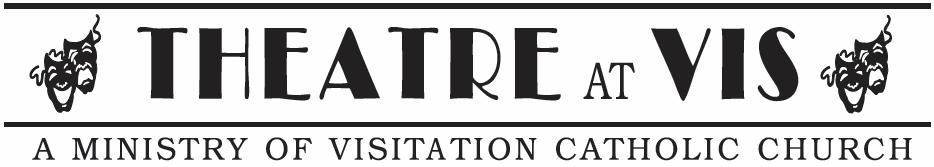 THEATRE AT VIS
A MINISTRY OF VISITATION CATHOLIC CHURCH